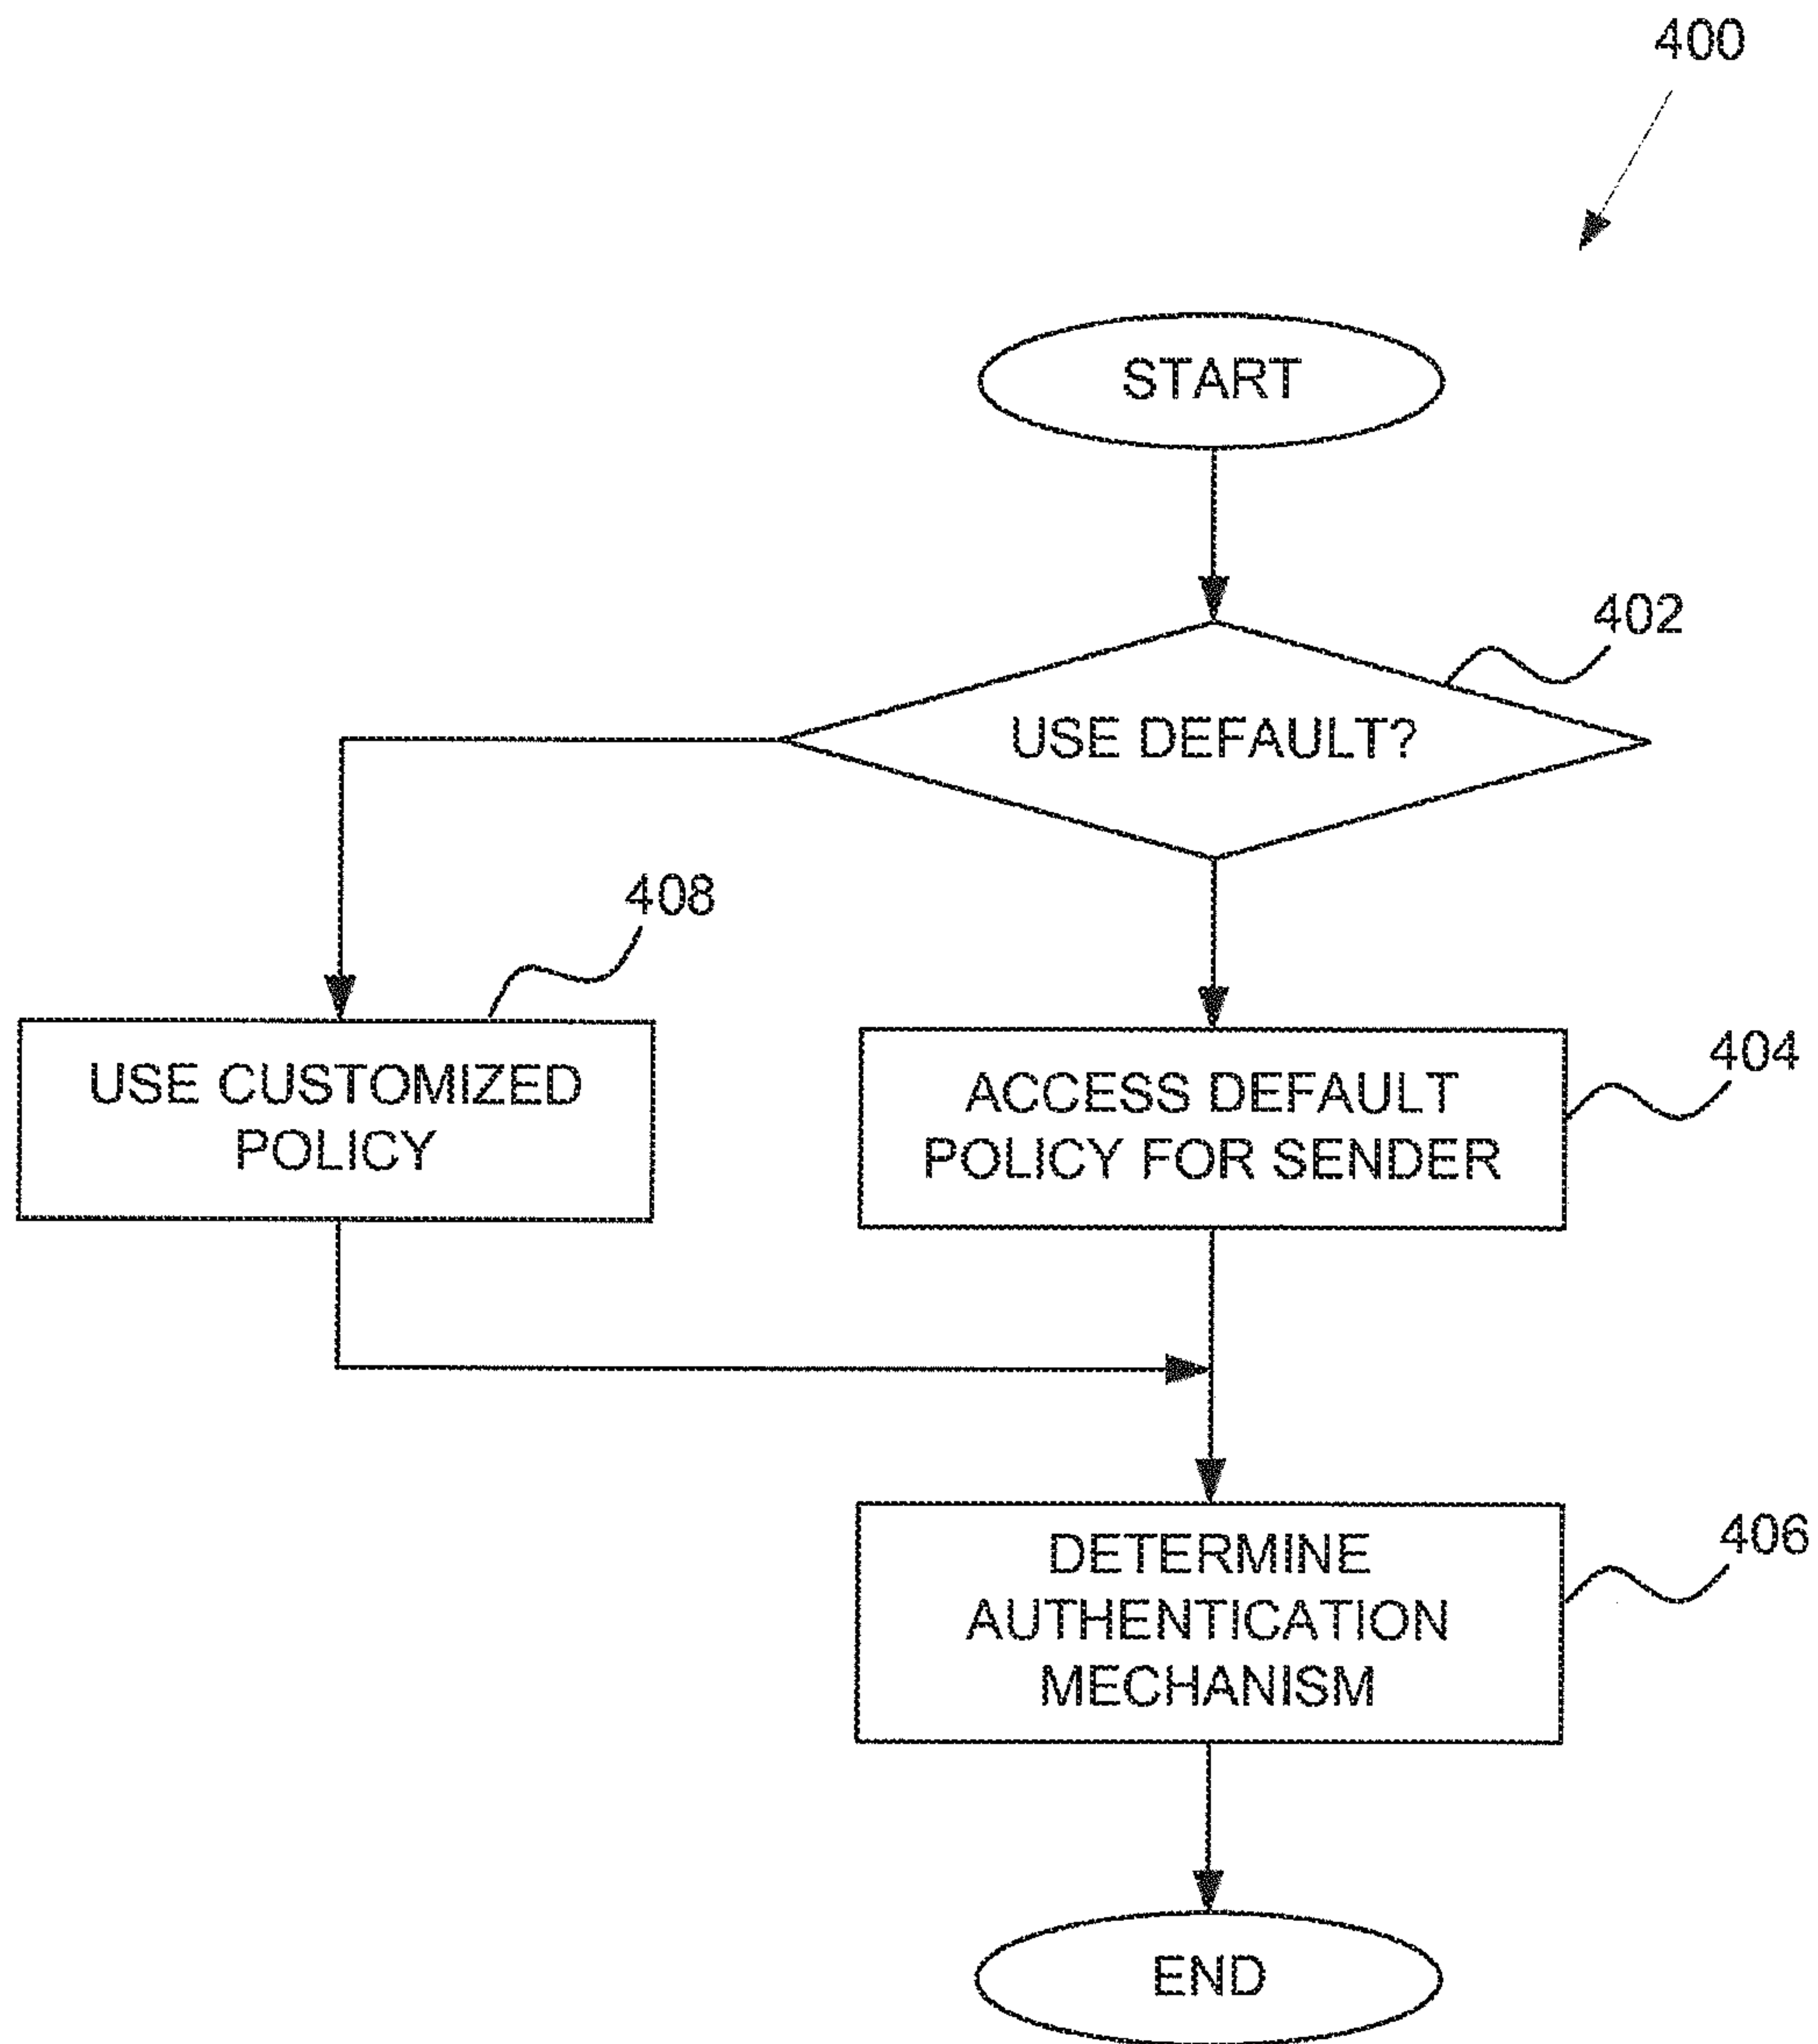 400
START
402
USE DEFAULT?
408
USE CUSTOMIZED
POLICY
404
ACCESS DEFAULT
POLICY FOR SENDER
406
DETERMINE
AUTHENTICATION
MECHANISM
END